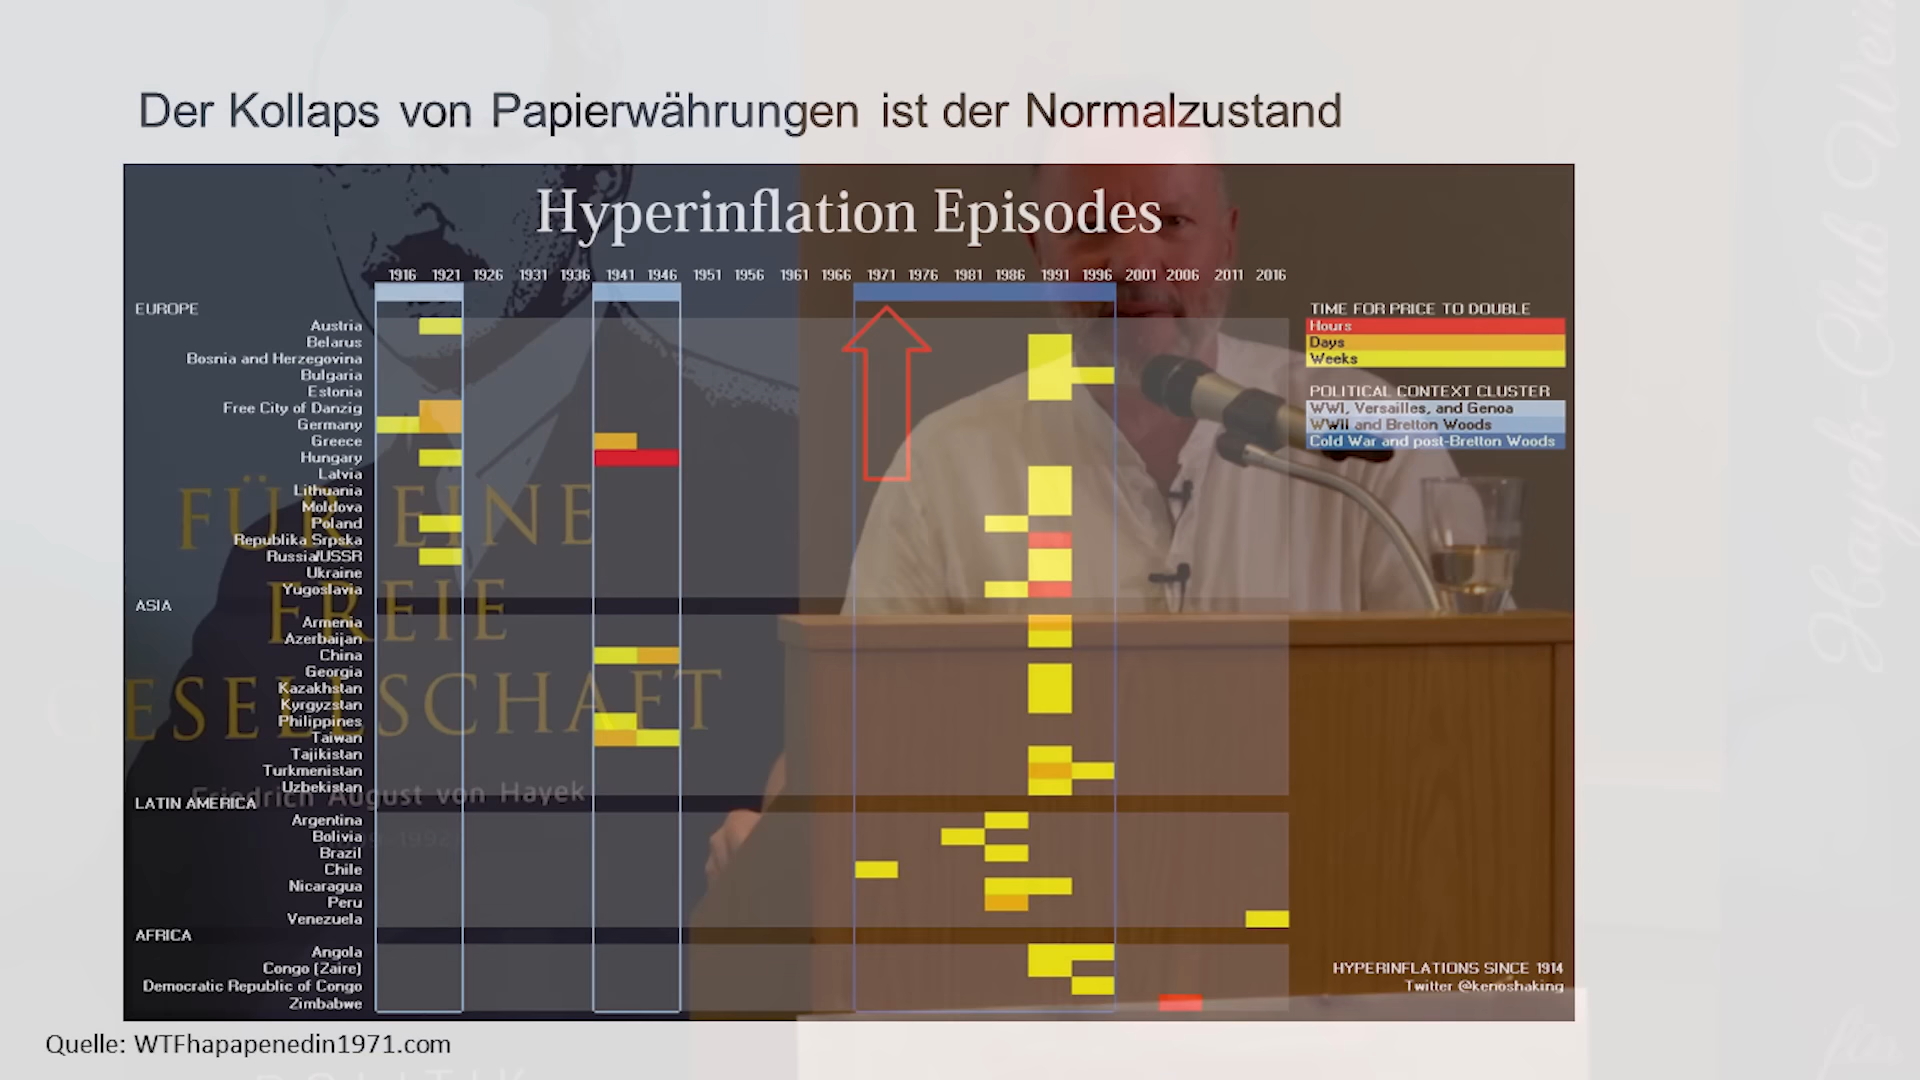 Der Kollaps von Papierwährungen ist der Normalzustand
Hyperinflation Episodes
1916 1921 1926 1931 1936 1941 1946 1951 1956 1961 1966 1971 1976 1981 1986 1991 1996 2001 2006 2011 2016
EUROPE
Austria
Belarus
Bosnia and Herzegovina
Bulgaria
Estonia
Free City of Danzig
Germany
Greece
Hungary
Latvia
Lithuania
Moldova
Poland
Republika Srpska
Russia/USSR
Ukraine
Yugoslavia
ASIA
Armenia
Azerbaijan
China
Georgia
Kazakhstan
Kyrgyzstan
Philippines
Taiwan
Tajikistan
Turkmenistan
Uzbekistan
LATIN AMERICA
Argentina
Bolivia
Brazil
Chile
Nicaragua
Peru
Venezuela
AFRICA
Angola
Congo (Zaire)
Democratic Republic of Congo
Zimbabwe
TIME FOR PRICE TO DOUBLE
Hours
Days
Weeks
POLITICAL CONTEXT CLUSTER
WWI, Versailles, and Genoa
WWII and Bretton Woods
Cold War and post-Bretton Woods
HYPERINFLATIONS SINCE 1914
Twitter @kenoshaking
FÜR EINE
FREIE
GESELLSCHAFT
Friedrich August von Hayek
Hayek-Club
Quelle: WTFhapapenedin1971.com